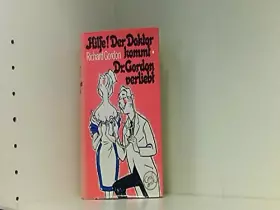 Hilfe! Der Doktor
kommt ·
Richard Gordon
Dr. Gordon
verliebt